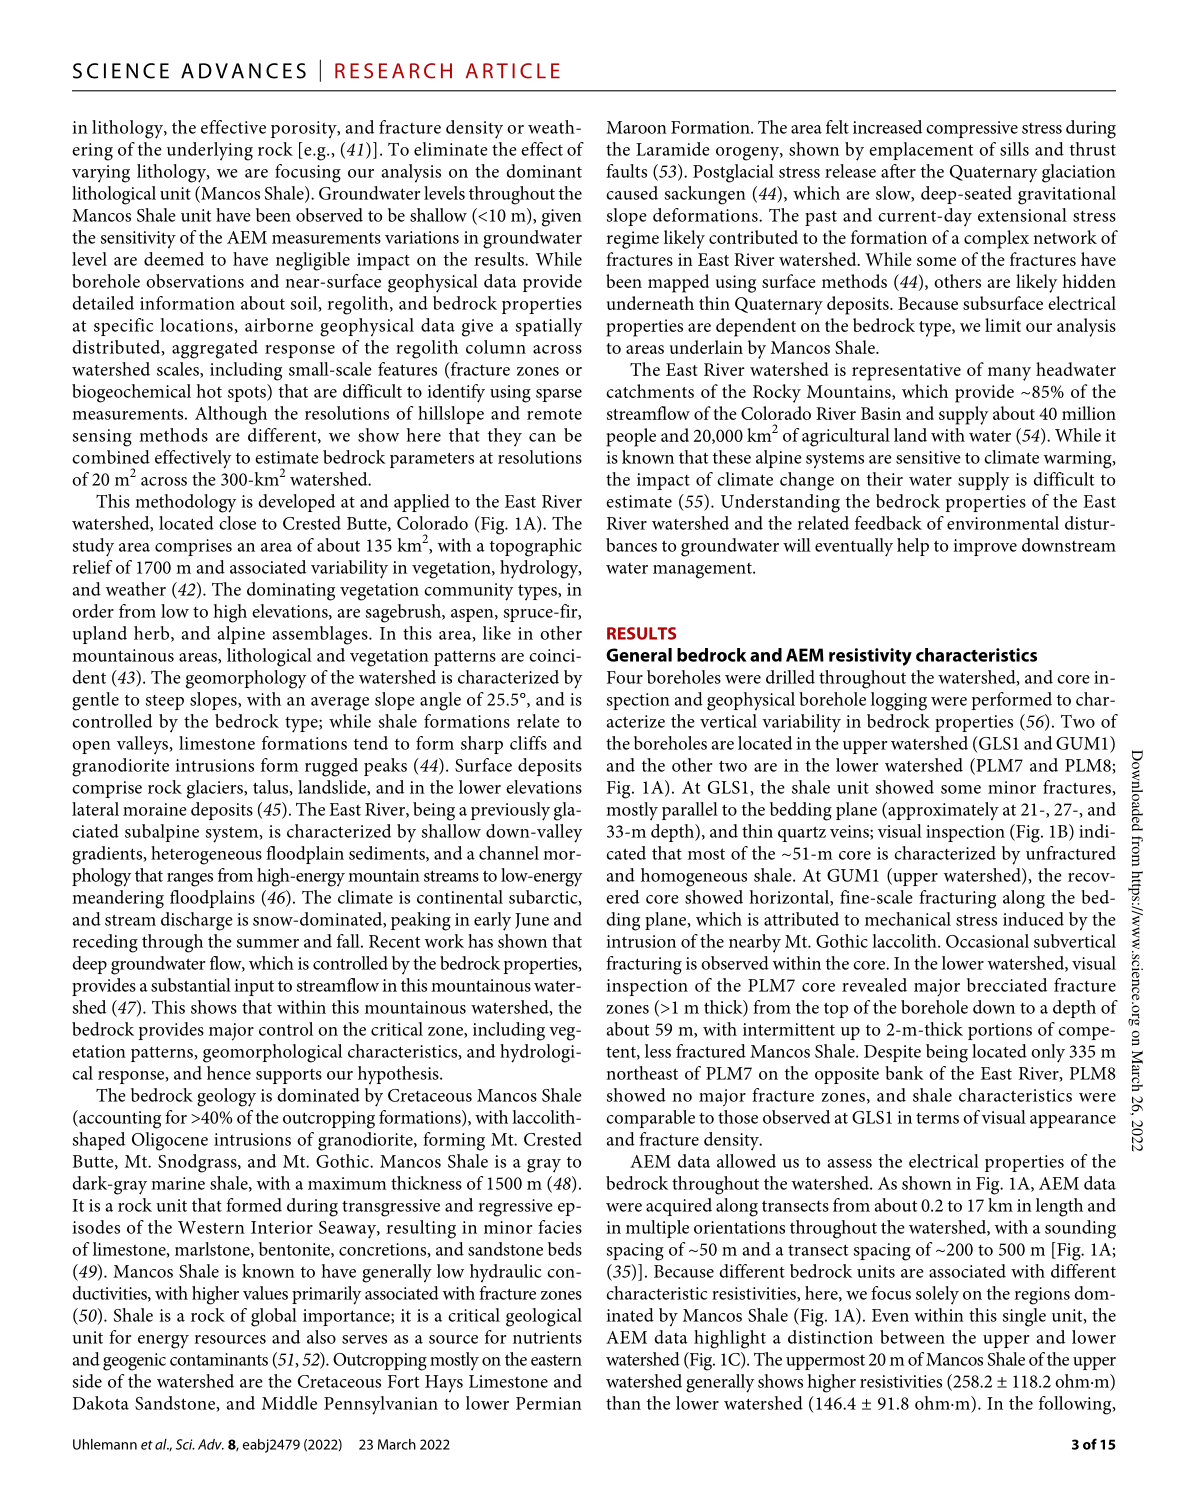 SCIENCE ADVANCES | RESEARCH ARTICLE
in lithology, the effective porosity, and fracture density or weath-
ering of the underlying rock [e.g., (41)]. To eliminate the effect of
varying lithology, we are focusing our analysis on the dominant
lithological unit (Mancos Shale). Groundwater levels throughout the
Mancos Shale unit have been observed to be shallow (<10 m), given
the sensitivity of the AEM measurements variations in groundwater
level are deemed to have negligible impact on the results. While
borehole observations and near-surface geophysical data provide
detailed information about soil, regolith, and bedrock properties
at specific locations, airborne geophysical data give a spatially
distributed, aggregated response of the regolith column across
watershed scales, including small-scale features (fracture zones or
biogeochemical hot spots) that are difficult to identify using sparse
measurements. Although the resolutions of hillslope and remote
sensing methods are different, we show here that they can be
combined effectively to estimate bedrock parameters at resolutions
of 20 m² across the 300-km² watershed.
This methodology is developed at and applied to the East River
watershed, located close to Crested Butte, Colorado (Fig. 1A). The
study area comprises an area of about 135 km², with a topographic
relief of 1700 m and associated variability in vegetation, hydrology,
and weather (42). The dominating vegetation community types, in
order from low to high elevations, are sagebrush, aspen, spruce-fir,
upland herb, and alpine assemblages. In this area, like in other
mountainous areas, lithological and vegetation patterns are coinci-
dent (43). The geomorphology of the watershed is characterized by
gentle to steep slopes, with an average slope angle of 25.5°, and is
controlled by the bedrock type; while shale formations relate to
open valleys, limestone formations tend to form sharp cliffs and
granodiorite intrusions form rugged peaks (44). Surface deposits
comprise rock glaciers, talus, landslide, and in the lower elevations
lateral moraine deposits (45). The East River, being a previously gla-
ciated subalpine system, is characterized by shallow down-valley
gradients, heterogeneous floodplain sediments, and a channel mor-
phology that ranges from high-energy mountain streams to low-energy
meandering floodplains (46). The climate is continental subarctic,
and stream discharge is snow-dominated, peaking in early June and
receding through the summer and fall. Recent work has shown that
deep groundwater flow, which is controlled by the bedrock properties,
provides a substantial input to streamflow in this mountainous water-
shed (47). This shows that within this mountainous watershed, the
bedrock provides major control on the critical zone, including veg-
etation patterns, geomorphological characteristics, and hydrologi-
cal response, and hence supports our hypothesis.
The bedrock geology is dominated by Cretaceous Mancos Shale
(accounting for >40% of the outcropping formations), with laccolith-
shaped Oligocene intrusions of granodiorite, forming Mt. Crested
Butte, Mt. Snodgrass, and Mt. Gothic. Mancos Shale is a gray to
dark-gray marine shale, with a maximum thickness of 1500 m (48).
It is a rock unit that formed during transgressive and regressive ep-
isodes of the Western Interior Seaway, resulting in minor facies
of limestone, marlstone, bentonite, concretions, and sandstone beds
(49). Mancos Shale is known to have generally low hydraulic con-
ductivities, with higher values primarily associated with fracture zones
(50). Shale is a rock of global importance; it is a critical geological
unit for energy resources and also serves as a source for nutrients
and geogenic contaminants (51, 52). Outcropping mostly on the eastern
side of the watershed are the Cretaceous Fort Hays Limestone and
Dakota Sandstone, and Middle Pennsylvanian to lower Permian
Maroon Formation. The area felt increased compressive stress during
the Laramide orogeny, shown by emplacement of sills and thrust
faults (53). Postglacial stress release after the Quaternary glaciation
caused sackungen (44), which are slow, deep-seated gravitational
slope deformations. The past and current-day extensional stress
regime likely contributed to the formation of a complex network of
fractures in East River watershed. While some of the fractures have
been mapped using surface methods (44), others are likely hidden
underneath thin Quaternary deposits. Because subsurface electrical
properties are dependent on the bedrock type, we limit our analysis
to areas underlain by Mancos Shale.
The East River watershed is representative of many headwater
catchments of the Rocky Mountains, which provide ~85% of the
streamflow of the Colorado River Basin and supply about 40 million
people and 20,000 km² of agricultural land with water (54). While it
is known that these alpine systems are sensitive to climate warming,
the impact of climate change on their water supply is difficult to
estimate (55). Understanding the bedrock properties of the East
River watershed and the related feedback of environmental distur-
bances to groundwater will eventually help to improve downstream
water management.
RESULTS
General bedrock and AEM resistivity characteristics
Four boreholes were drilled throughout the watershed, and core in-
spection and geophysical borehole logging were performed to char-
acterize the vertical variability in bedrock properties (56). Two of
the boreholes are located in the upper watershed (GLS1 and GUM1)
and the other two are in the lower watershed (PLM7 and PLM8;
Fig. 1A). At GLS1, the shale unit showed some minor fractures,
mostly parallel to the bedding plane (approximately at 21-, 27-, and
33-m depth), and thin quartz veins; visual inspection (Fig. 1B) indi-
cated that most of the ~51-m core is characterized by unfractured
and homogeneous shale. At GUM1 (upper watershed), the recov-
ered core showed horizontal, fine-scale fracturing along the bed-
ding plane, which is attributed to mechanical stress induced by the
intrusion of the nearby Mt. Gothic laccolith. Occasional subvertical
fracturing is observed within the core. In the lower watershed, visual
inspection of the PLM7 core revealed major brecciated fracture
zones (>1 m thick) from the top of the borehole down to a depth of
about 59 m, with intermittent up to 2-m-thick portions of compe-
tent, less fractured Mancos Shale. Despite being located only 335 m
northeast of PLM7 on the opposite bank of the East River, PLM8
showed no major fracture zones, and shale characteristics were
comparable to those observed at GLS1 in terms of visual appearance
and fracture density.
AEM data allowed us to assess the electrical properties of the
bedrock throughout the watershed. As shown in Fig. 1A, AEM data
were acquired along transects from about 0.2 to 17 km in length and
in multiple orientations throughout the watershed, with a sounding
spacing of ~50 m and a transect spacing of ~200 to 500 m [Fig. 1A;
(35)]. Because different bedrock units are associated with different
characteristic resistivities, here, we focus solely on the regions dom-
inated by Mancos Shale (Fig. 1A). Even within this single unit, the
AEM data highlight a distinction between the upper and lower
watershed (Fig. 1C). The uppermost 20 m of Mancos Shale of the upper
watershed generally shows higher resistivities (258.2 ± 118.2 ohm·m)
than the lower watershed (146.4 ± 91.8 ohm·m). In the following,
Downloaded from https://www.science.org on March 26, 2022
Uhlemann et al., Sci. Adv. 8, eabj2479 (2022) 23 March 2022
3 of 15